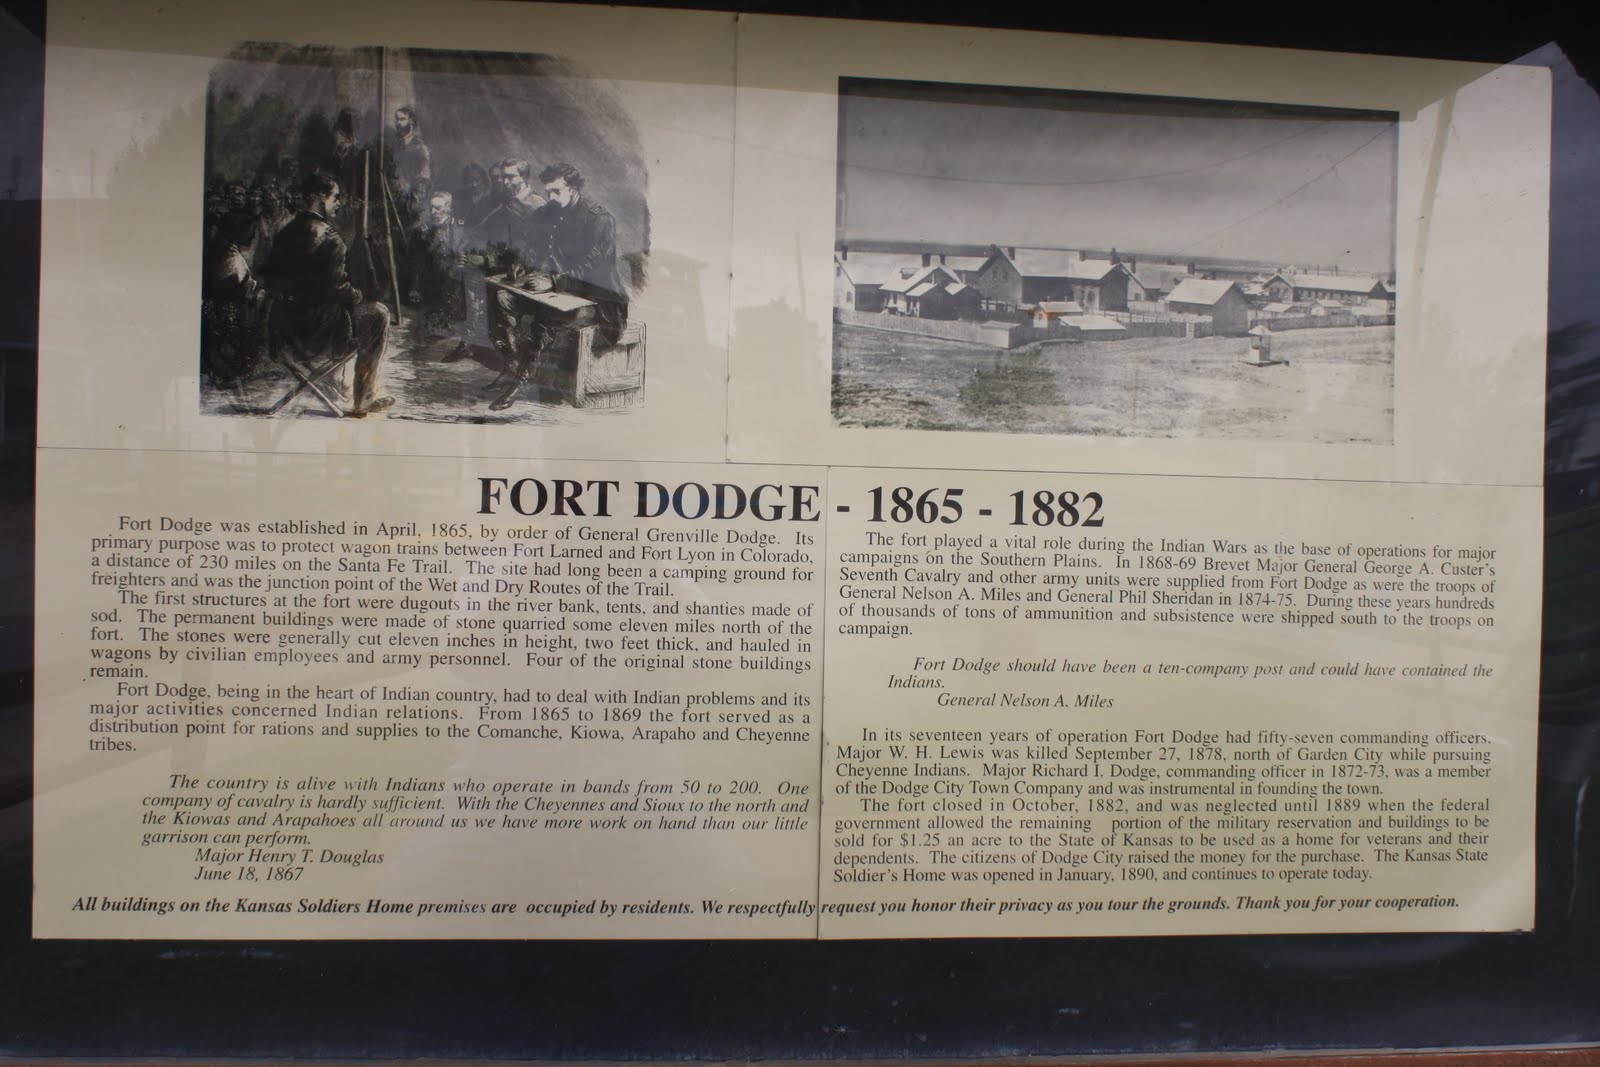 FORT DODGE - 1865 - 1882
Fort Dodge was established in April, 1865, by order of General Grenville Dodge. Its
primary purpose was to protect wagon trains between Fort Larned and Fort Lyon in Colorado,
a distance of 230 miles on the Santa Fe Trail. The site had long been a camping ground for
freighters and was the junction point of the Wet and Dry Routes of the Trail.
The first structures at the fort were dugouts in the river bank, tents, and shanties made of
sod. The permanent buildings were made of stone quarried some eleven miles north of the
fort. The stones were generally cut eleven inches in height, two feet thick, and hauled in
wagons by civilian employees and army personnel. Four of the original stone buildings
remain.
Fort Dodge, being in the heart of Indian country, had to deal with Indian problems and its
major activities concerned Indian relations. From 1865 to 1869 the fort served as a
distribution point for rations and supplies to the Comanche, Kiowa, Arapaho and Cheyenne
tribes.
The country is alive with Indians who operate in bands from 50 to 200. One
company of cavalry is hardly sufficient. With the Cheyennes and Sioux to the north and
the Kiowas and Arapahoes all around us we have more work on hand than our little
garrison can perform.
Major Henry T. Douglas
June 18, 1867
The fort played a vital role during the Indian Wars as the base of operations for major
campaigns on the Southern Plains. In 1868-69 Brevet Major General George A. Custer's
Seventh Cavalry and other army units were supplied from Fort Dodge as were the troops of
General Nelson A. Miles and General Phil Sheridan in 1874-75. During these years hundreds
of thousands of tons of ammunition and subsistence were shipped south to the troops on
campaign.
Fort Dodge should have been a ten-company post and could have contained the
Indians.
General Nelson A. Miles
In its seventeen years of operation Fort Dodge had fifty-seven commanding officers.
Major W. H. Lewis was killed September 27, 1878, north of Garden City while pursuing
Cheyenne Indians. Major Richard I. Dodge, commanding officer in 1872-73, was a member
of the Dodge City Town Company and was instrumental in founding the town.
The fort closed in October, 1882, and was neglected until 1889 when the federal
government allowed the remaining portion of the military reservation and buildings to be
sold for $1.25 an acre to the State of Kansas to be used as a home for veterans and their
dependents. The citizens of Dodge City raised the money for the purchase. The Kansas State
Soldier's Home was opened in January, 1890, and continues to operate today.
All buildings on the Kansas Soldiers Home premises are occupied by residents. We respectfully request you honor their privacy as you tour the grounds. Thank you for your cooperation.